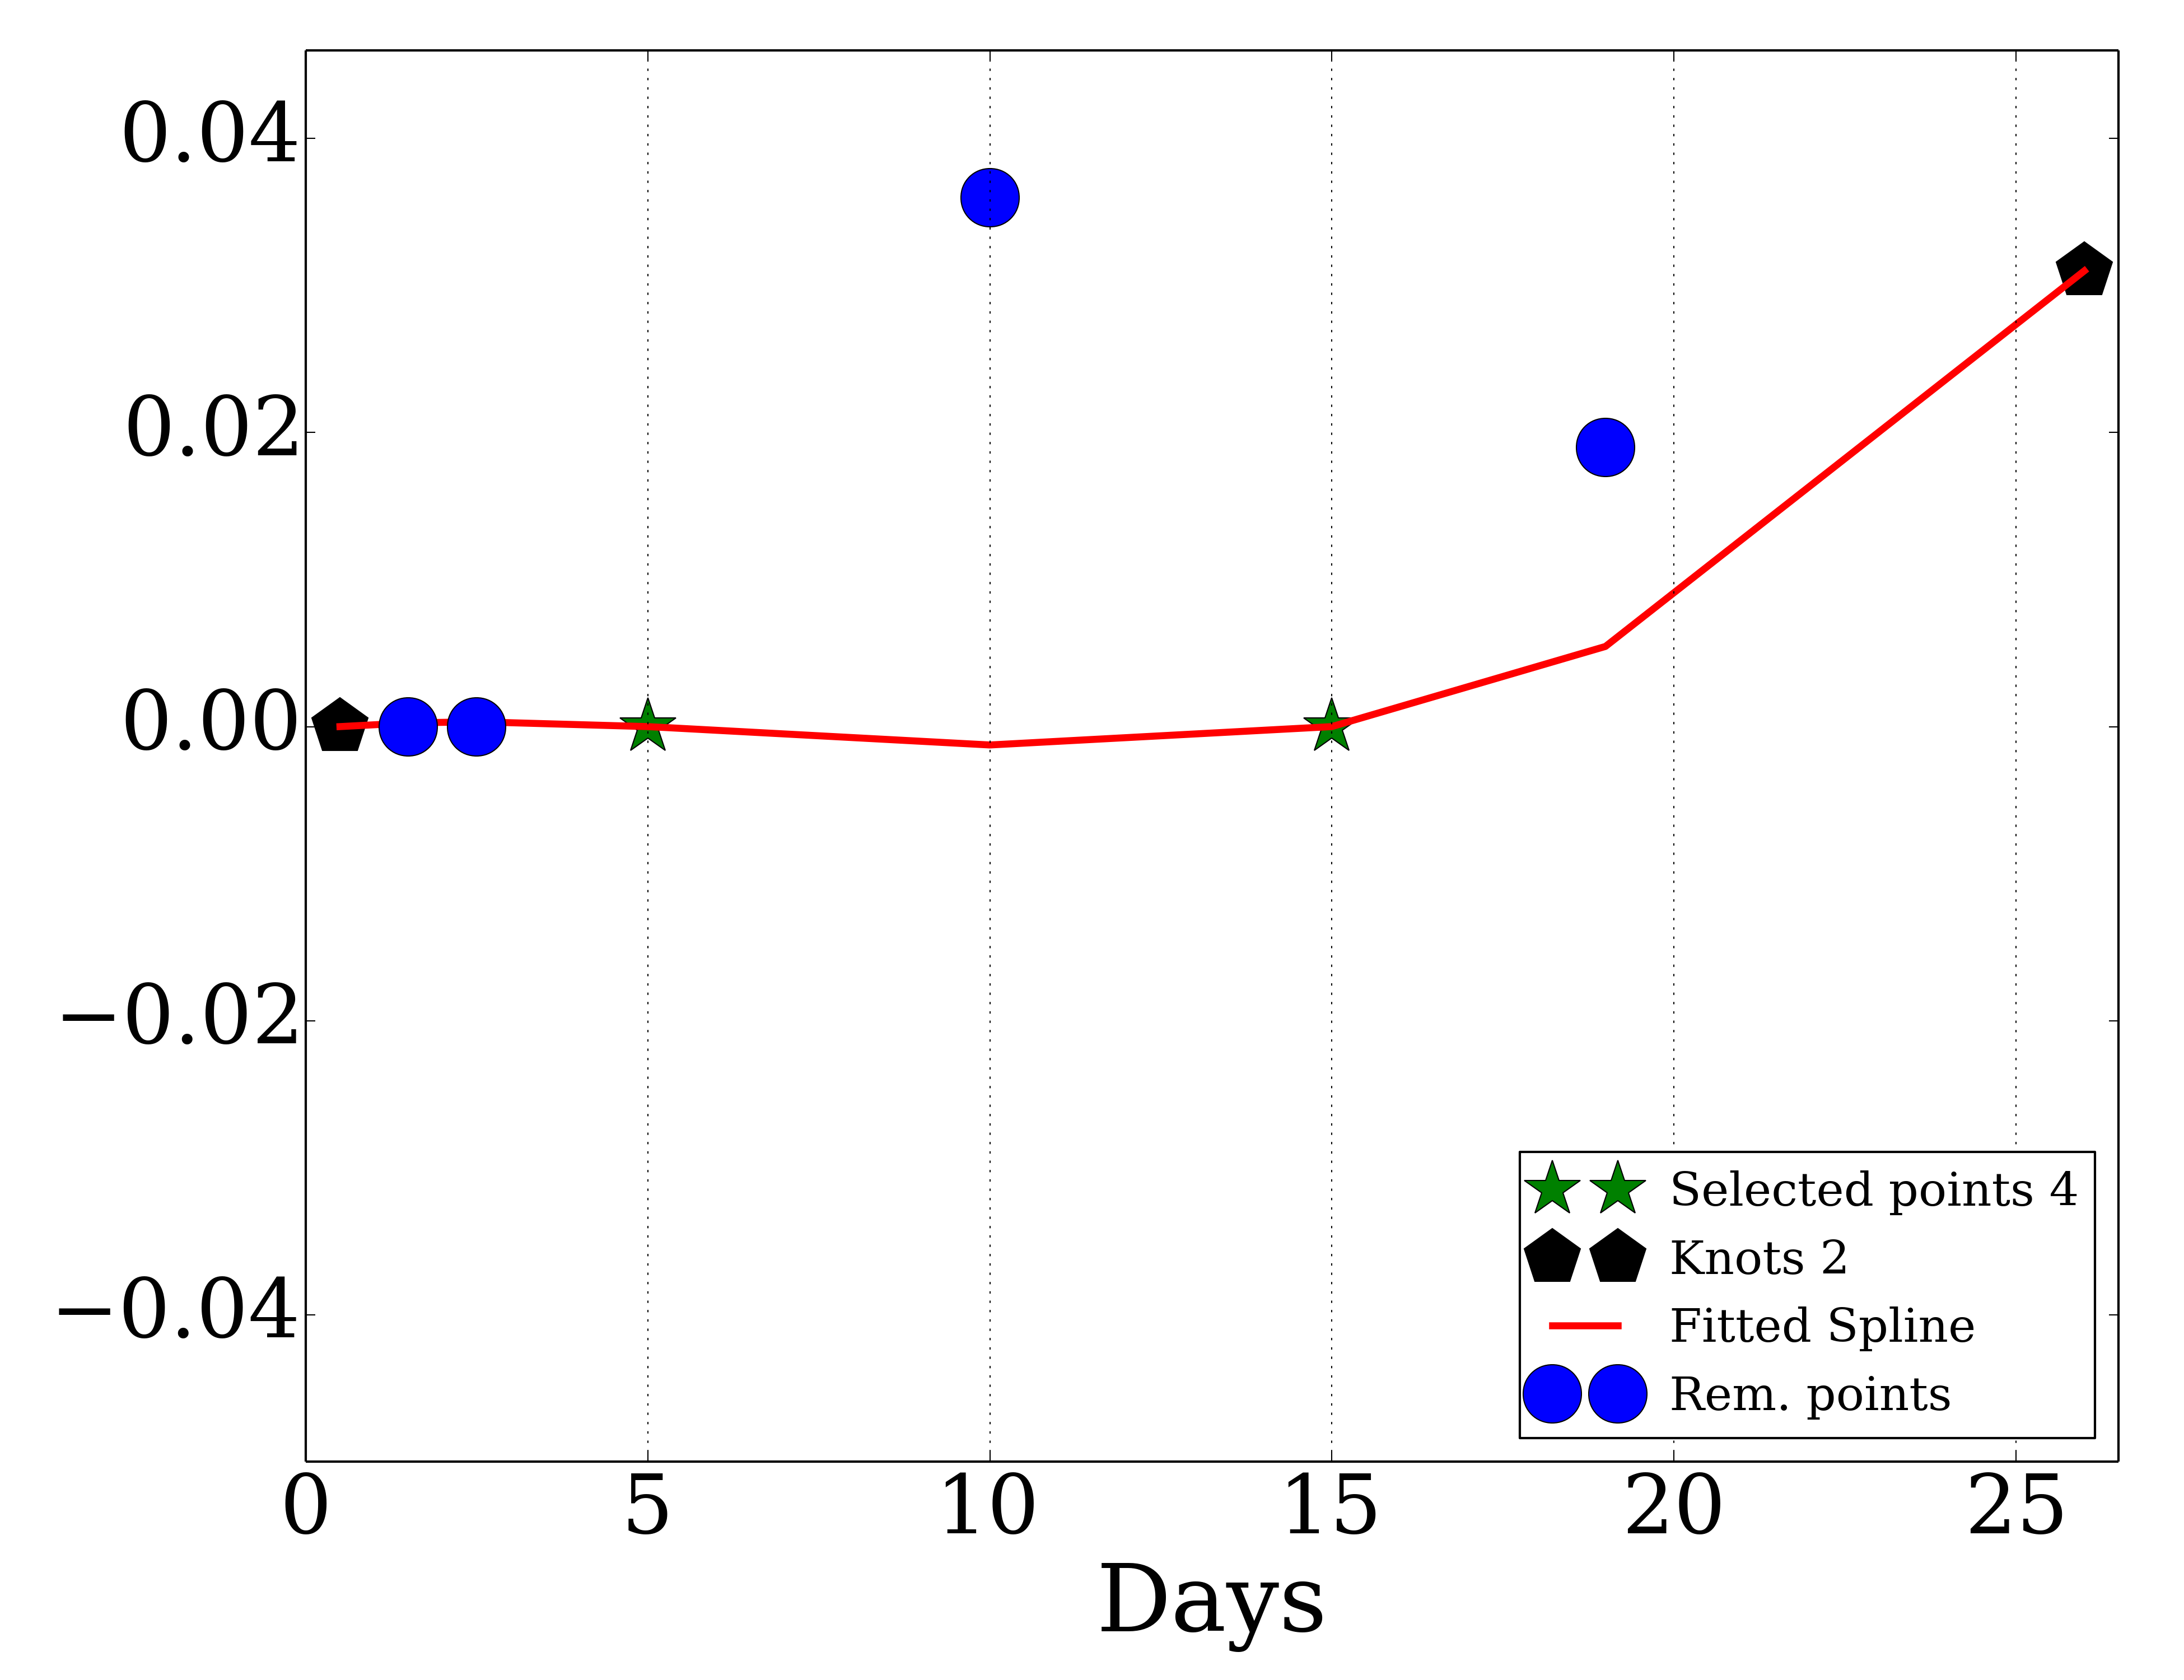 0.04
0.02
0.00
−0.02
−0.04
0 5 10 15 20 25
Days
Selected points 4
Knots 2
Fitted Spline
Rem. points